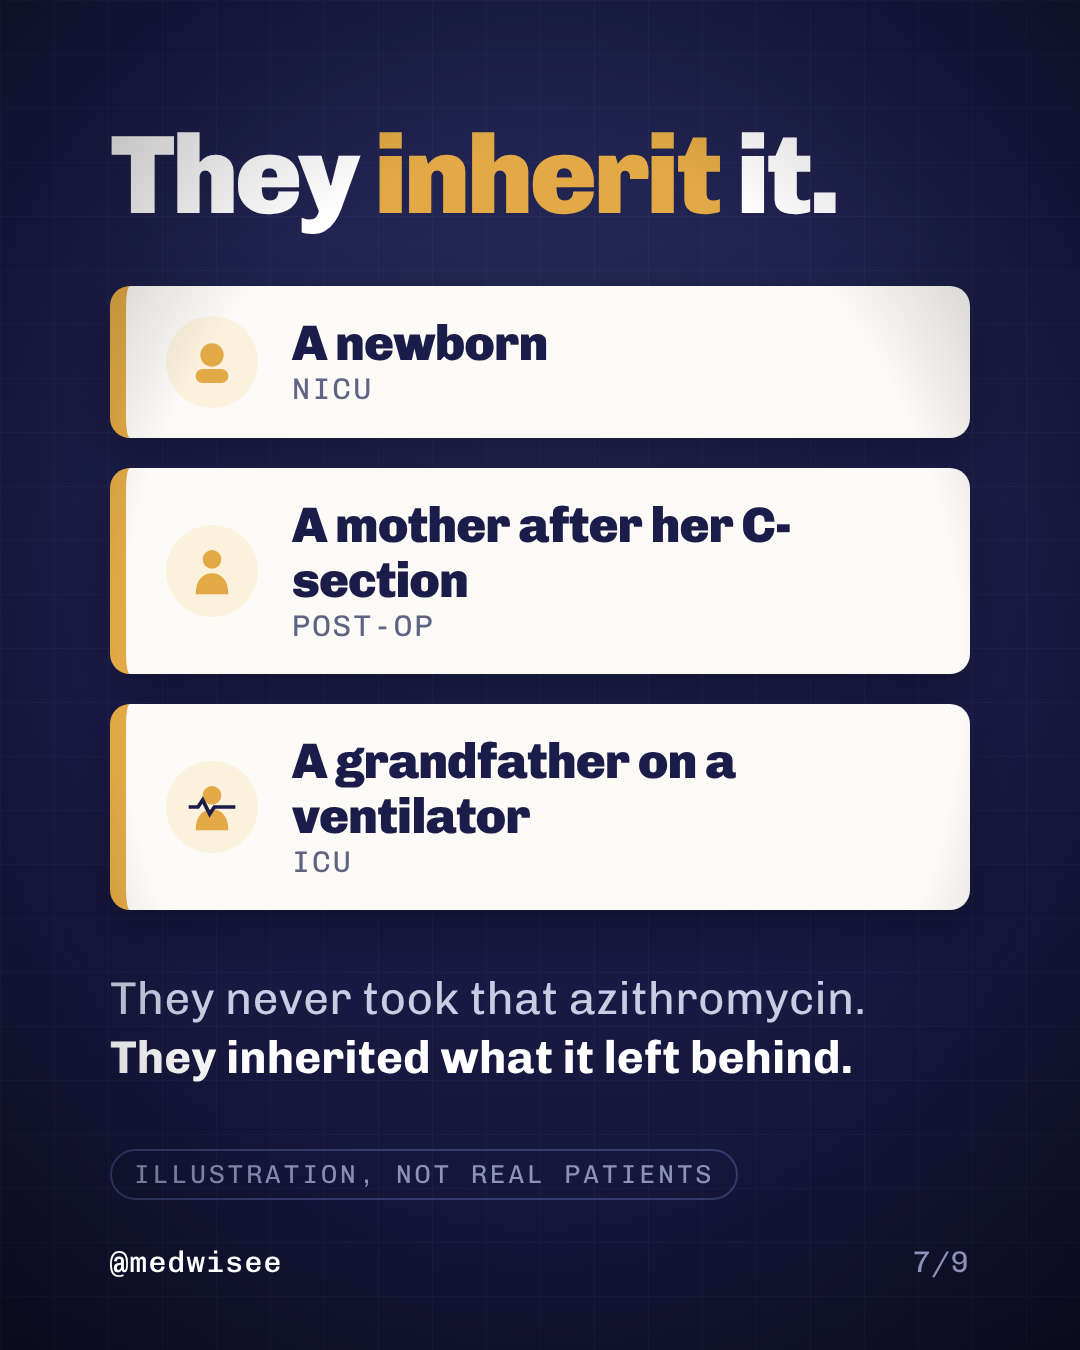 They inherit it.
A newborn
NICU
A mother after her C-
section
POST-OP
A grandfather on a
ventilator
ICU
They never took that azithromycin.
They inherited what it left behind.
ILLUSTRATION, NOT REAL PATIENTS
@medwisee
7/9